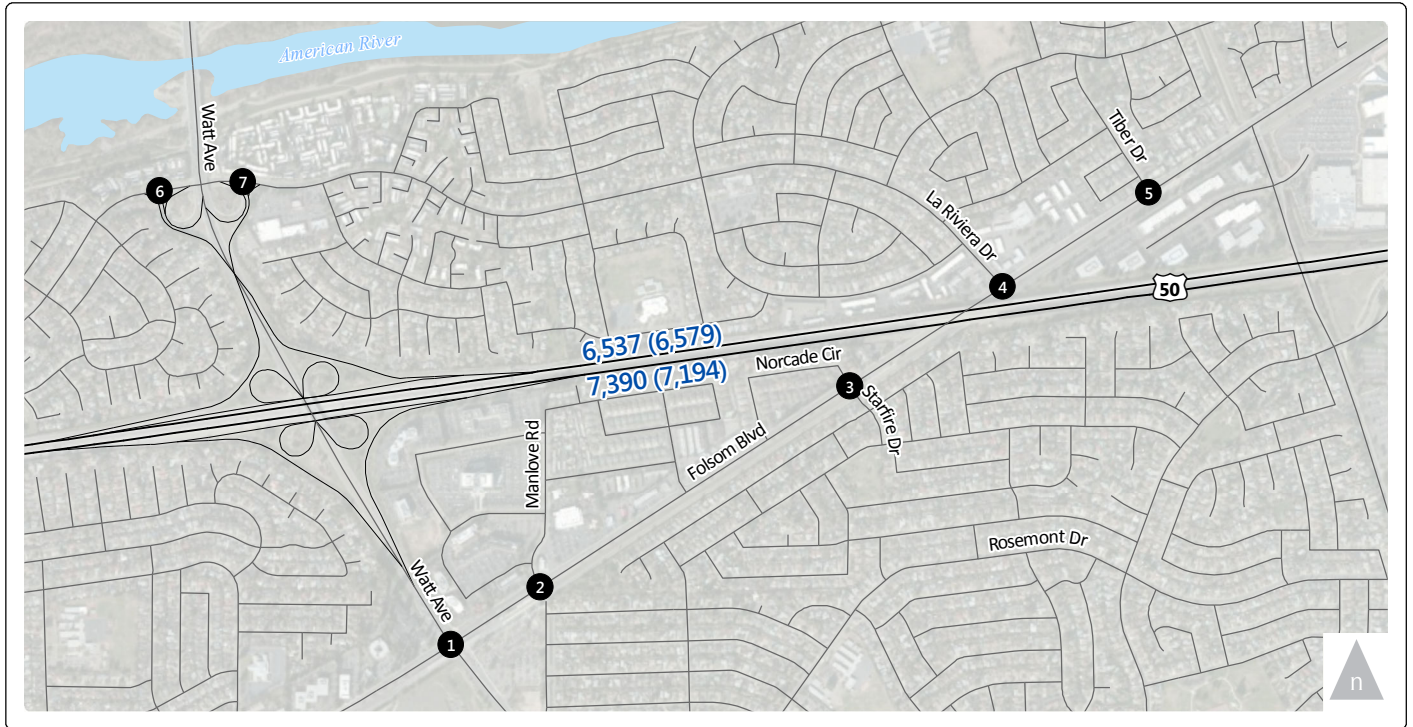 American River
Watt Ave
Tiber Dr
6
7
5
La Riviera Dr
4
50
6,537 (6,579)
7,390 (7,194)
Norcade Cir
3
Starfire Dr
Manlove Rd
Folsom Blvd
Rosemont Dr
Watt Ave
2
1
n